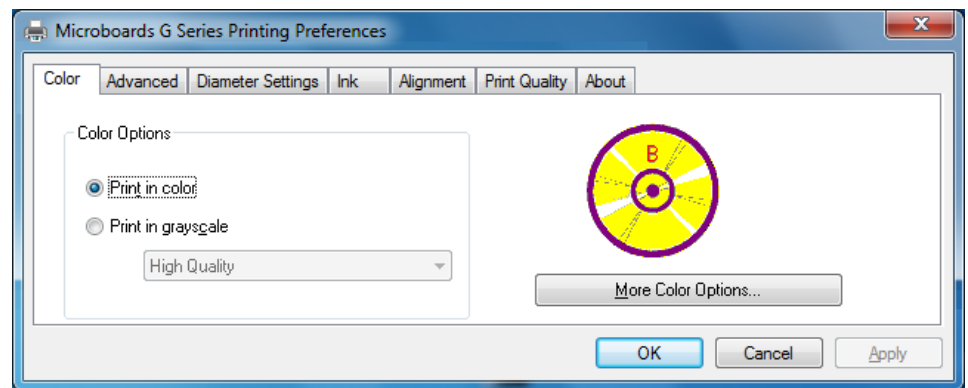 Microboards G Series Printing Preferences
Color Advanced Diameter Settings Ink Alignment Print Quality About
Color Options
Print in color
Print in grayscale
High Quality
B
More Color Options...
OK Cancel Apply